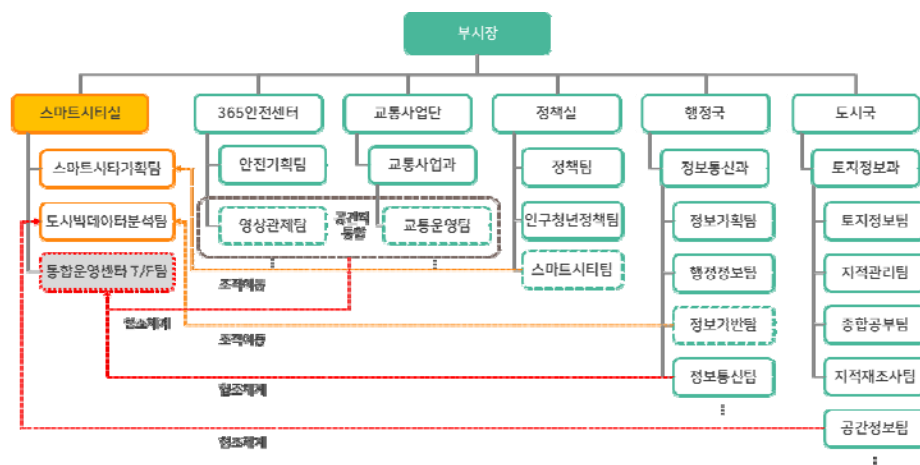 부시장
스마트시티실
365안전센터
교통사업단
정책실
행정국
도시국
스마트시티기획팀
안전기획팀
교통사업과
정책팀
정보통신과
토지정보과
도시빅데이터분석팀
영상관제팀
공간적
통합
교통운영팀
인구청년정책팀
정보기획팀
토지정보팀
통합운영센터 T/F팀
스마트시티팀
행정정보팀
지적관리팀
조직이동
협조체계
조직이동
정보기반팀
종합공부팀
협조체계
정보통신팀
지적재조사팀
협조체계
공간정보팀